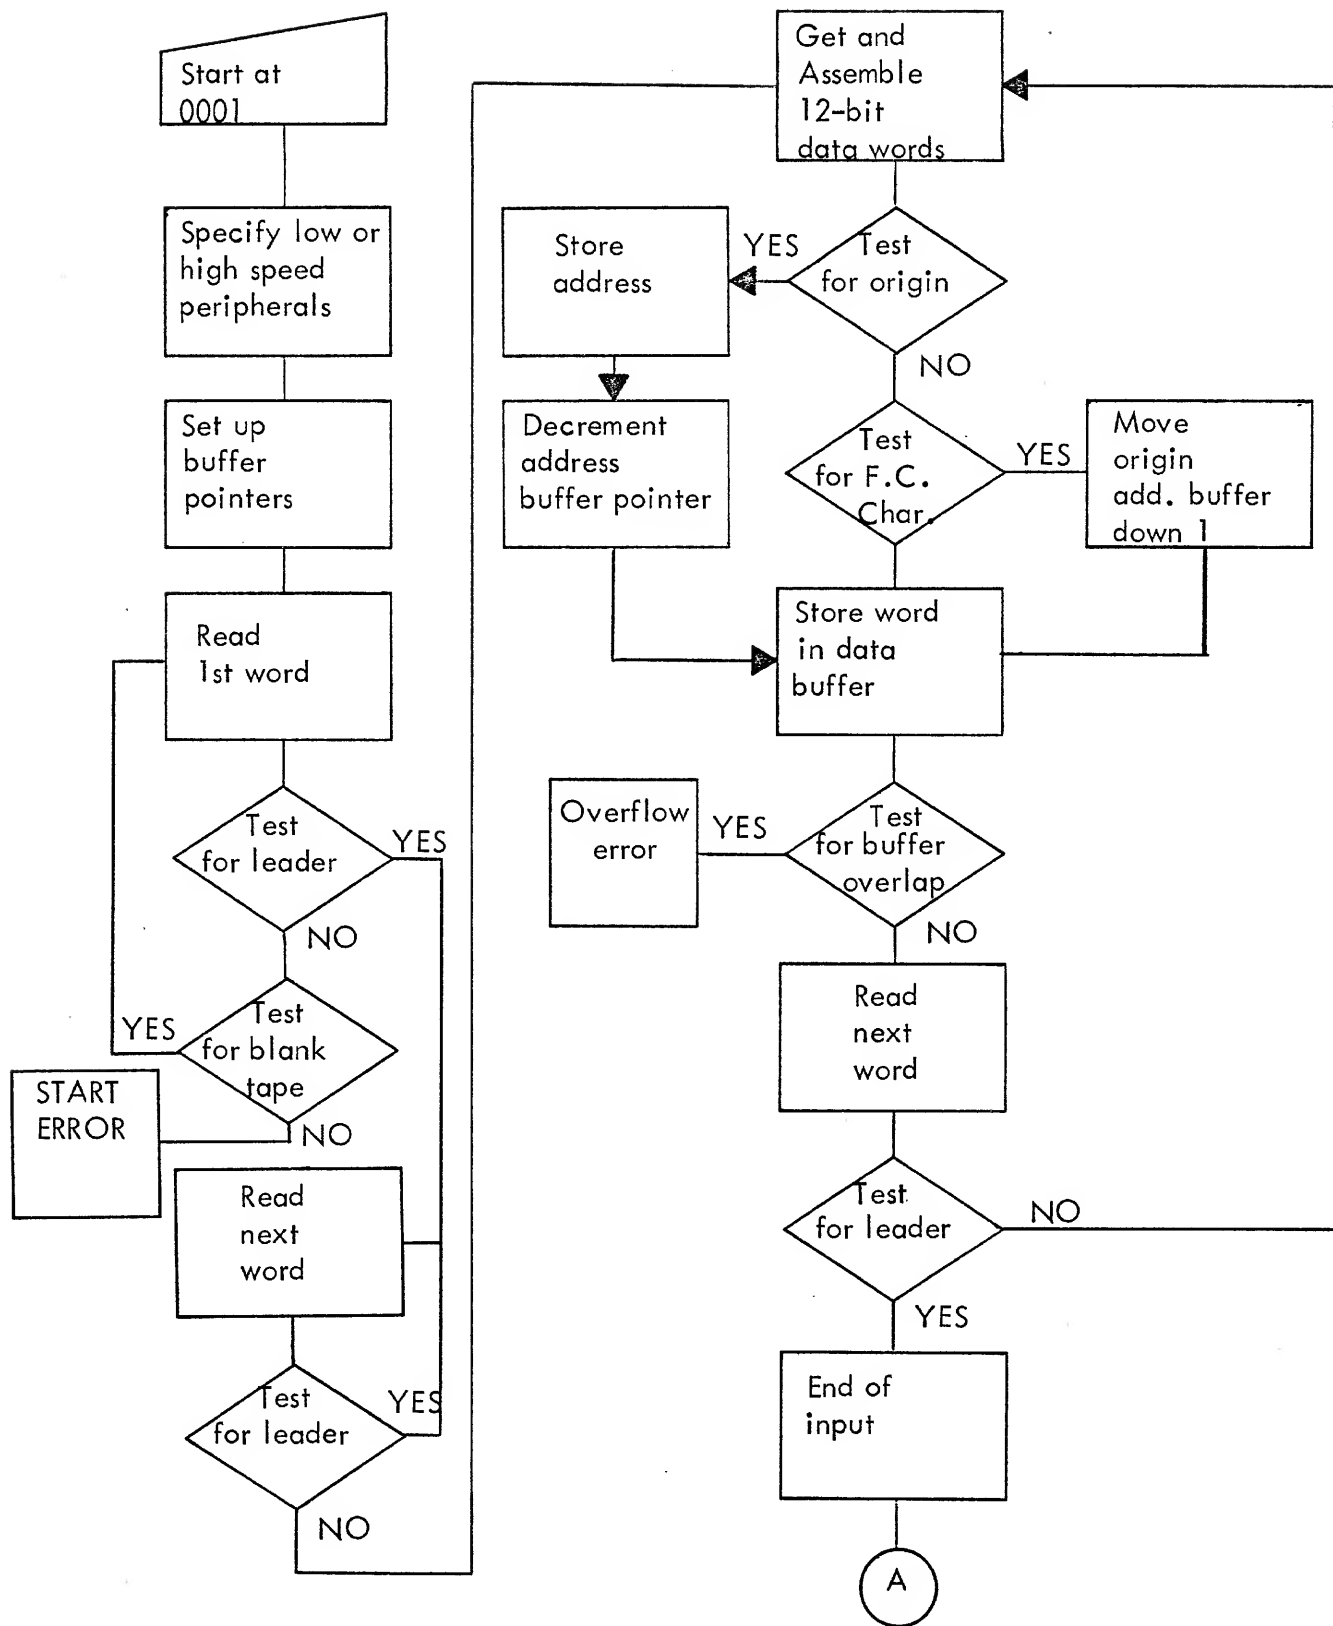 Start at
0001
Specify low or
high speed
peripherals
Set up
buffer
pointers
Read
1st word
Test
for leader
YES
NO
Test
for blank
tape
YES
NO
START
ERROR
Read
next
word
Test
for leader
YES
NO
Get and
Assemble
12-bit
data words
Test
for origin
YES
NO
Store
address
Decrement
address
buffer pointer
Test
for F.C.
Char.
YES
Move
origin
add. buffer
down 1
Store word
in data
buffer
Test
for buffer
overlap
YES
NO
Overflow
error
Read
next
word
Test
for leader
NO
YES
End of
input
A